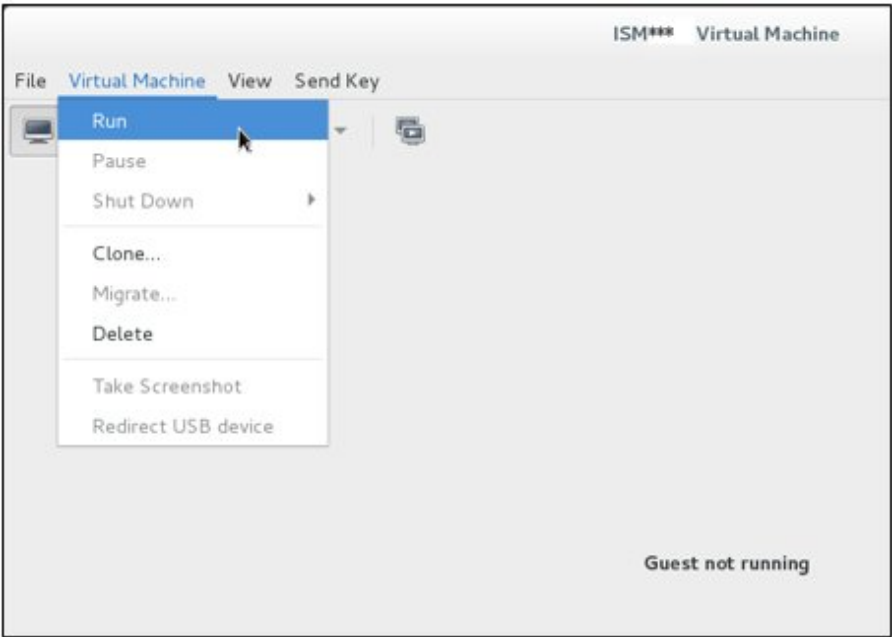 ISM*** Virtual Machine
File Virtual Machine View Send Key
Run
Pause
Shut Down
Clone...
Migrate...
Delete
Take Screenshot
Redirect USB device
Guest not running